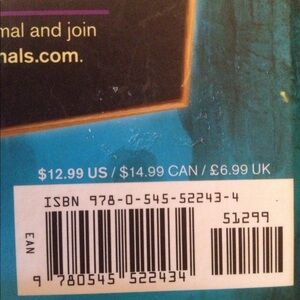 mal and join
nals.com.
$12.99 US / $14.99 CAN / £6.99 UK
ISBN 978-0-545-52243-4
51299
EAN
9 780545 522434